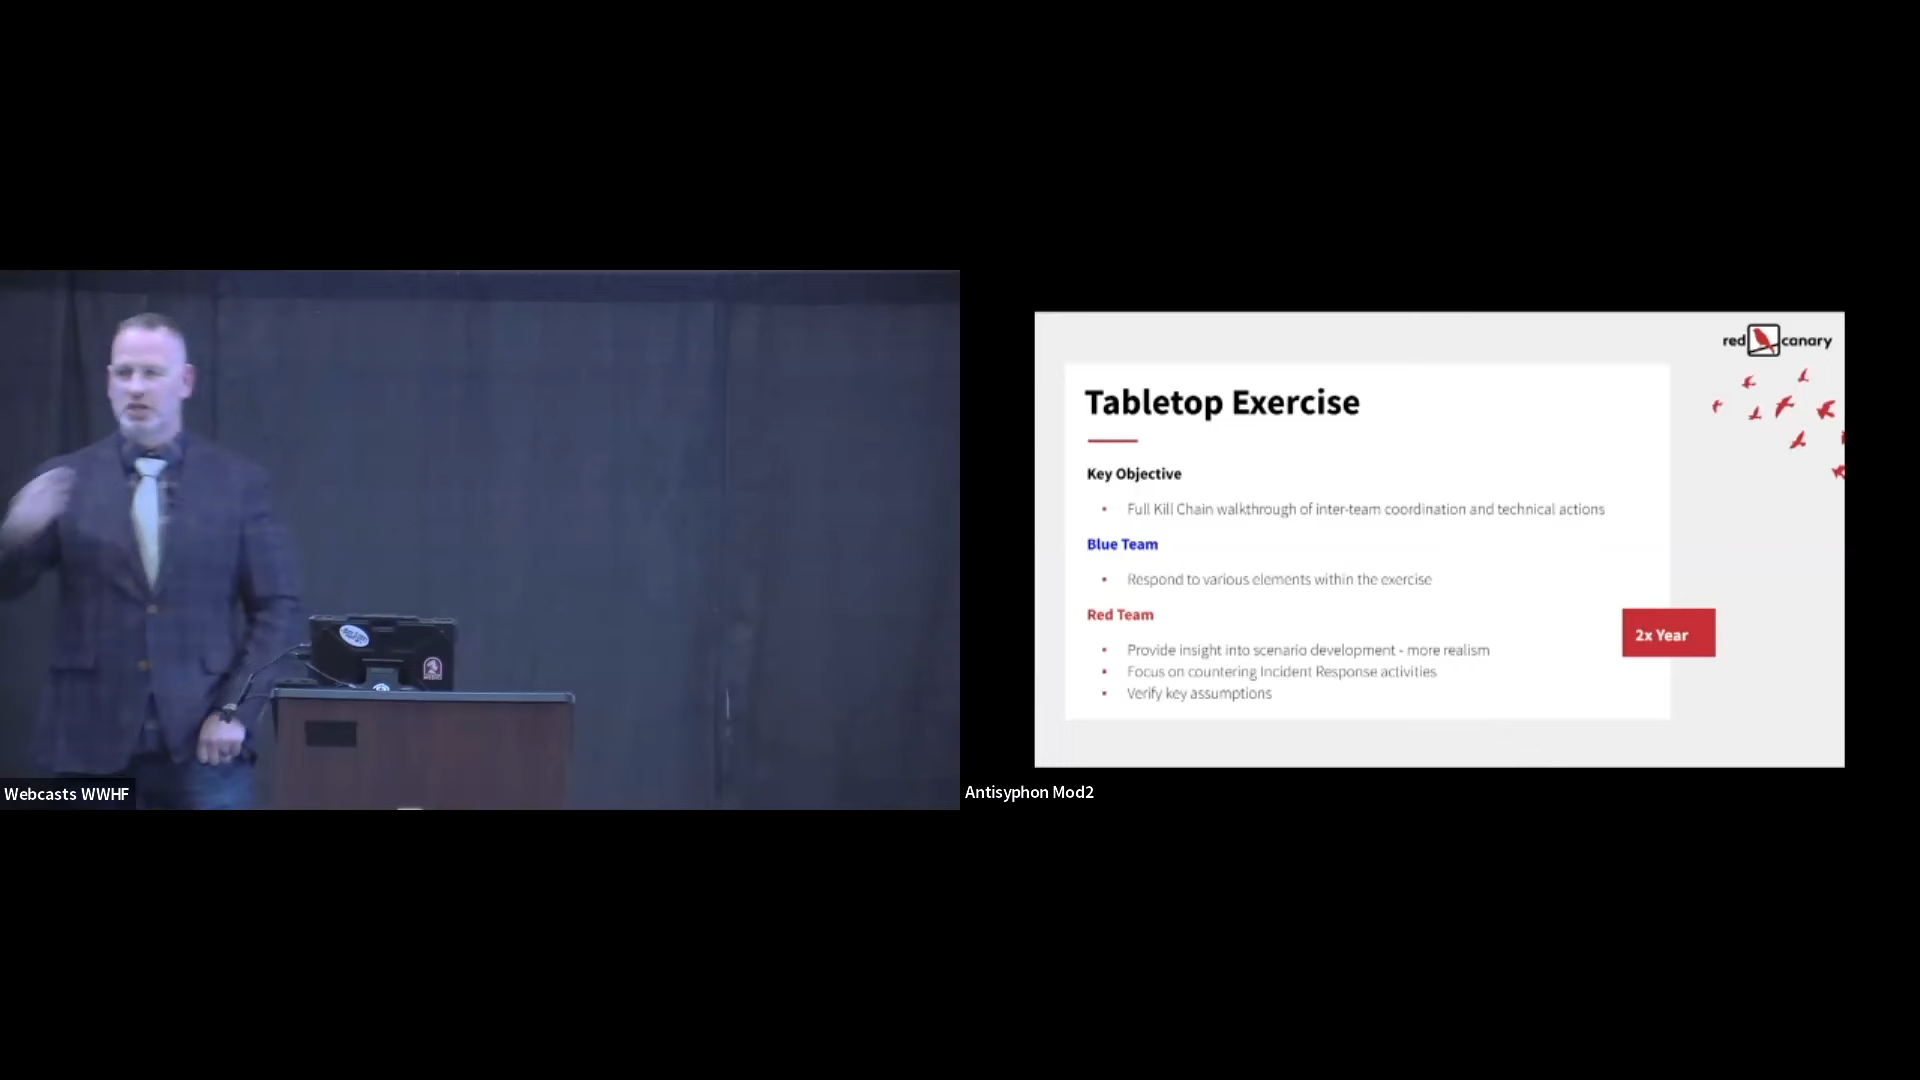 red canary
Tabletop Exercise
Key Objective
Full Kill Chain walkthrough of inter-team coordination and technical actions
Blue Team
Respond to various elements within the exercise
Red Team
2x Year
Provide insight into scenario development - more realism
Focus on countering Incident Response activities
Verify key assumptions
Webcasts WWHF
Antisyphon Mod2